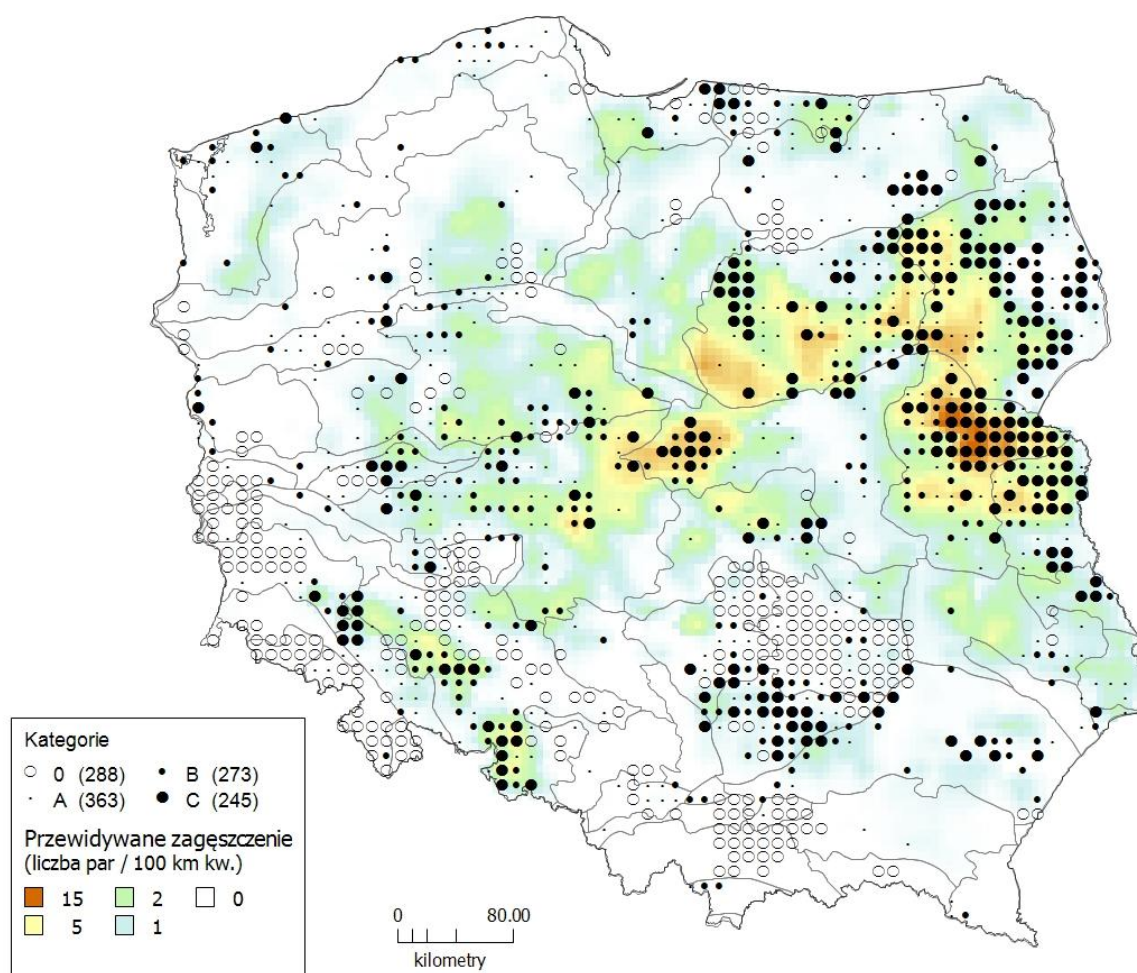 Kategorie
0 (288) B (273)
A (363) C (245)
Przewidywane zagęszczenie
(liczba par / 100 km kw.)
15 2 0
5 1
0 80.00
kilometry